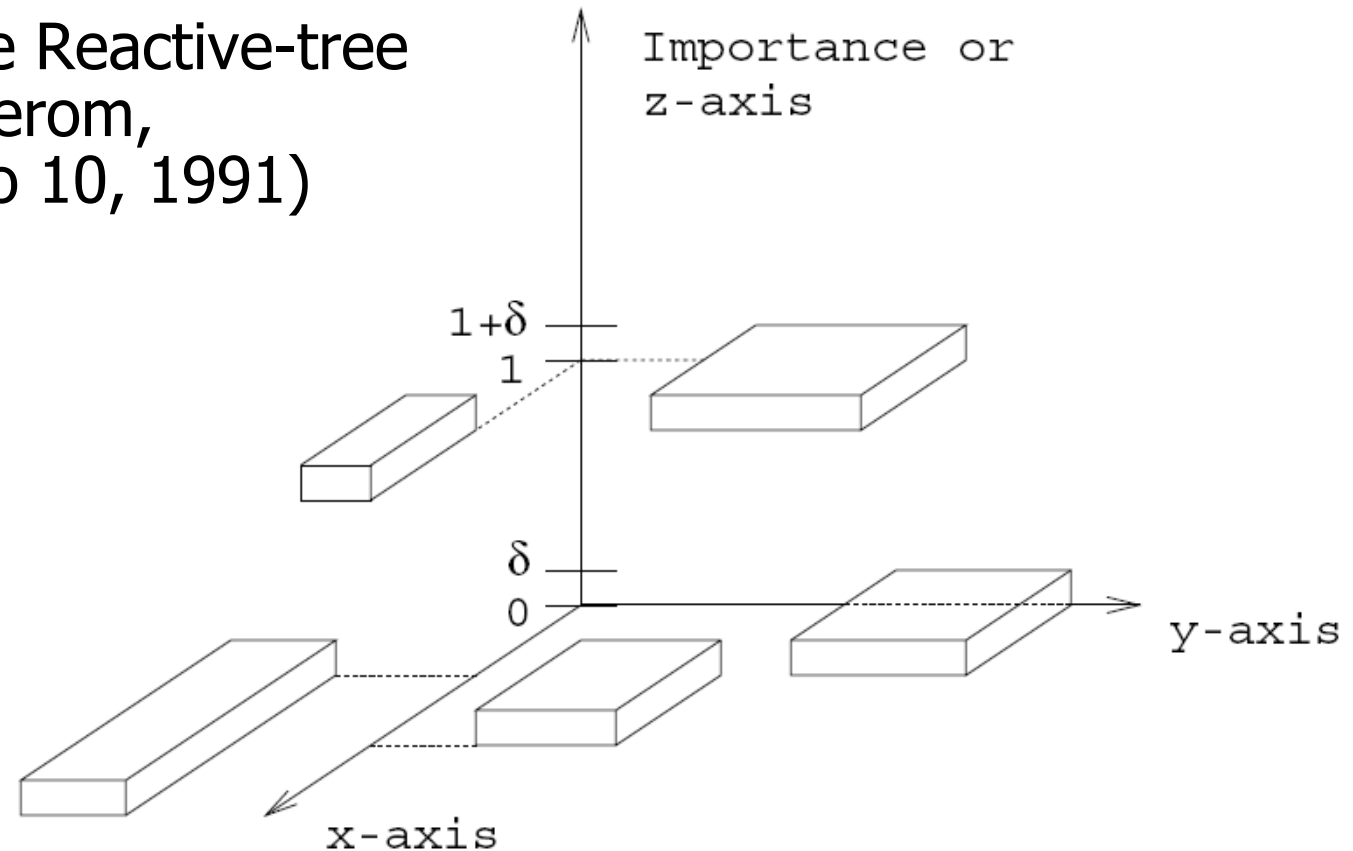 e Reactive-tree
erom,
o 10, 1991)
Importance or
z-axis
1+δ
1
δ
0
y-axis
x-axis